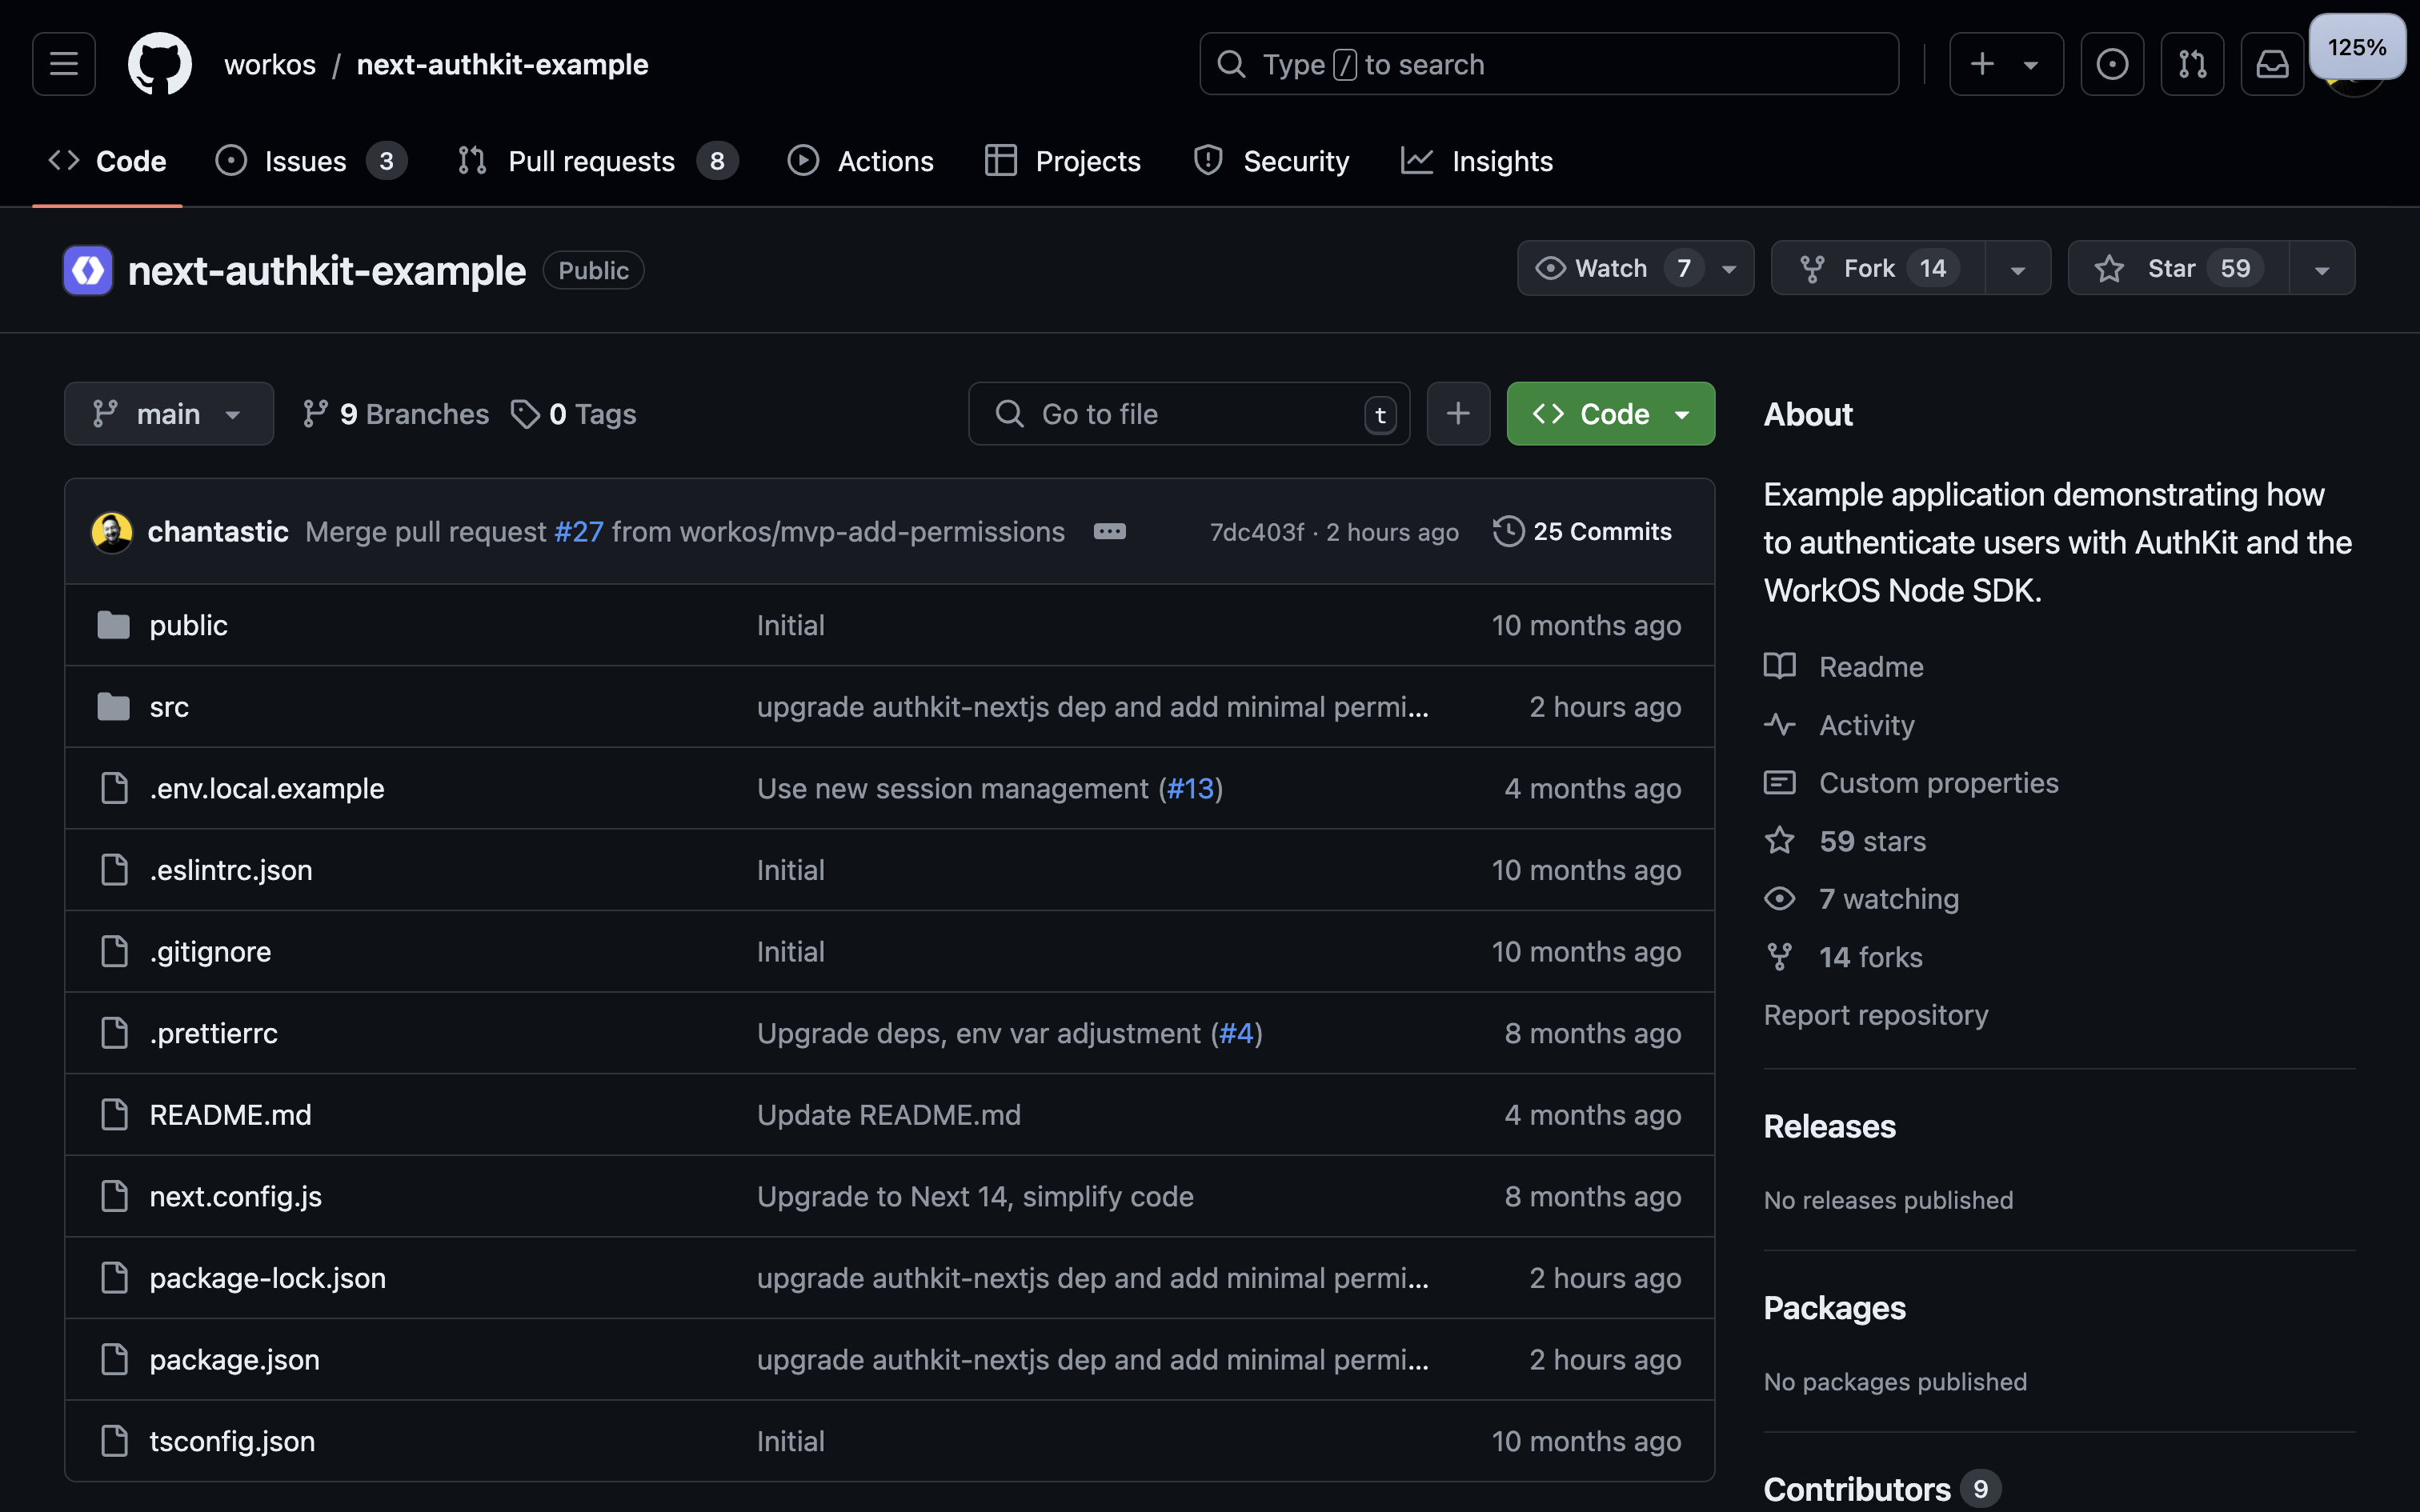 workos / next-authkit-example
Type / to search
125%
Code
Issues 3
Pull requests 8
Actions
Projects
Security
Insights
next-authkit-example Public
Watch 7
Fork 14
Star 59
main
9 Branches
0 Tags
Go to file t
Code
chantastic Merge pull request #27 from workos/mvp-add-permissions 7dc403f · 2 hours ago 25 Commits
public Initial 10 months ago
src upgrade authkit-nextjs dep and add minimal permi... 2 hours ago
.env.local.example Use new session management (#13) 4 months ago
.eslintrc.json Initial 10 months ago
.gitignore Initial 10 months ago
.prettierrc Upgrade deps, env var adjustment (#4) 8 months ago
README.md Update README.md 4 months ago
next.config.js Upgrade to Next 14, simplify code 8 months ago
package-lock.json upgrade authkit-nextjs dep and add minimal permi... 2 hours ago
package.json upgrade authkit-nextjs dep and add minimal permi... 2 hours ago
tsconfig.json Initial 10 months ago
About
Example application demonstrating how
to authenticate users with AuthKit and the
WorkOS Node SDK.
Readme
Activity
Custom properties
59 stars
7 watching
14 forks
Report repository
Releases
No releases published
Packages
No packages published
Contributors 9